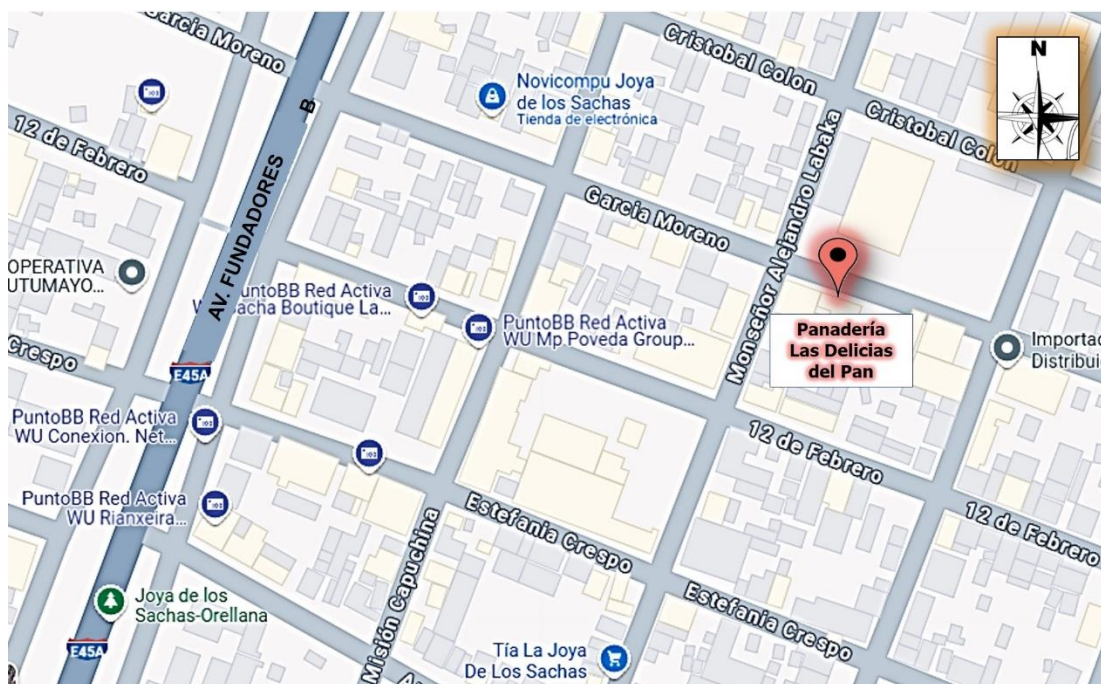 Garcia Moreno
Cristobal Colon
N
Novicompu Joya
de los Sachas
Tienda de electrónica
B
12 de Febrero
Cristobal Colon
Monseñor Alejandro Labaka
AV. FUNDADORES
Garcia Moreno
OPERATIVA
UTUMAYO...
PuntoBB Red Activa
Sacha Boutique La...
PuntoBB Red Activa
WU Mp Poveda Group...
Panadería
Las Delicias
del Pan
Importac
Distribuic
Crespo
E45A
PuntoBB Red Activa
WU Conexion. Net...
12 de Febrero
PuntoBB Red Activa
WU Rianxeira...
Estefania Crespo
12 de Febrero
Misión Capuchina
Joya de los
Sachas-Orellana
Estefania Crespo
E45A
Tía La Joya
De Los Sachas